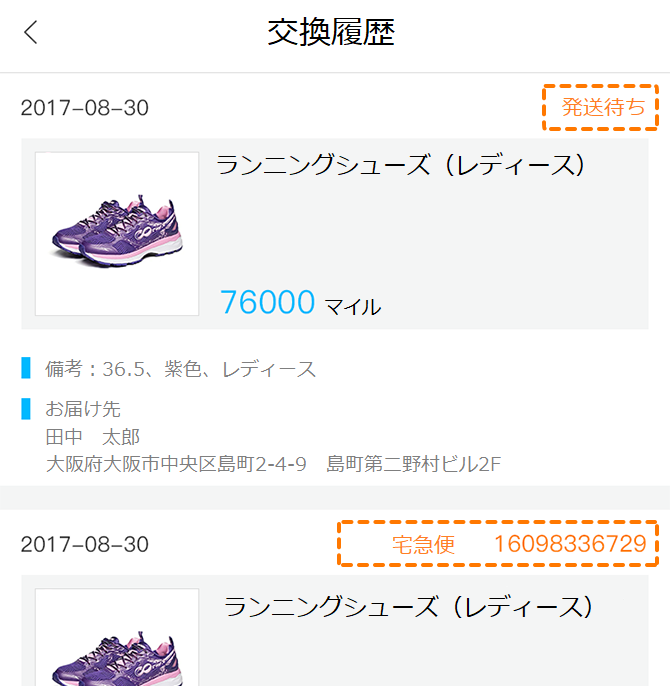 交換履歴
2017-08-30
発送待ち
ランニングシューズ（レディース）
76000 マイル
備考：36.5、紫色、レディース
お届け先
田中　太郎
大阪府大阪市中央区島町2-4-9　島町第二野村ビル2F
2017-08-30
宅急便　16098336729
ランニングシューズ（レディース）